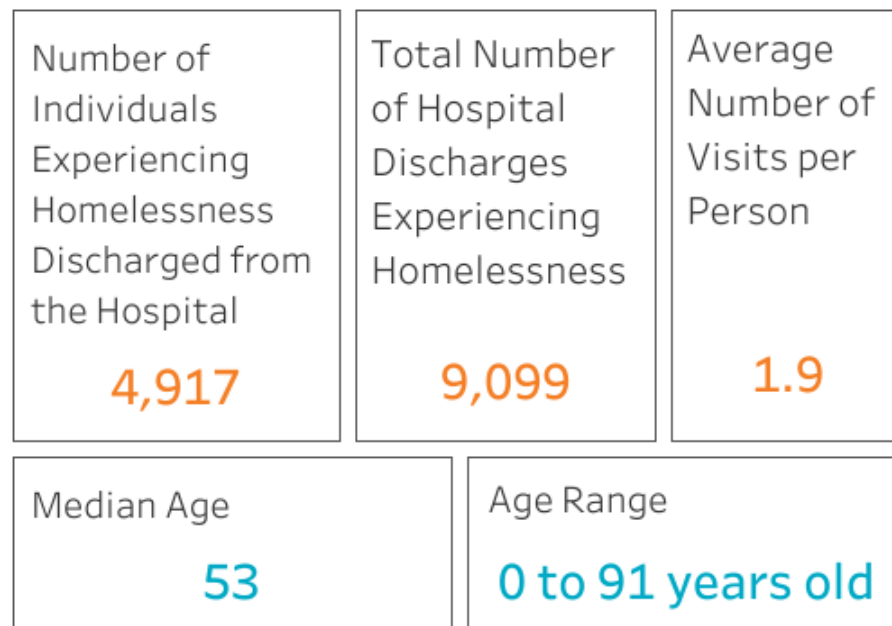 Number of
Individuals
Experiencing
Homelessness
Discharged from
the Hospital
4,917
Total Number
of Hospital
Discharges
Experiencing
Homelessness
9,099
Average
Number of
Visits per
Person
1.9
Median Age
53
Age Range
0 to 91 years old